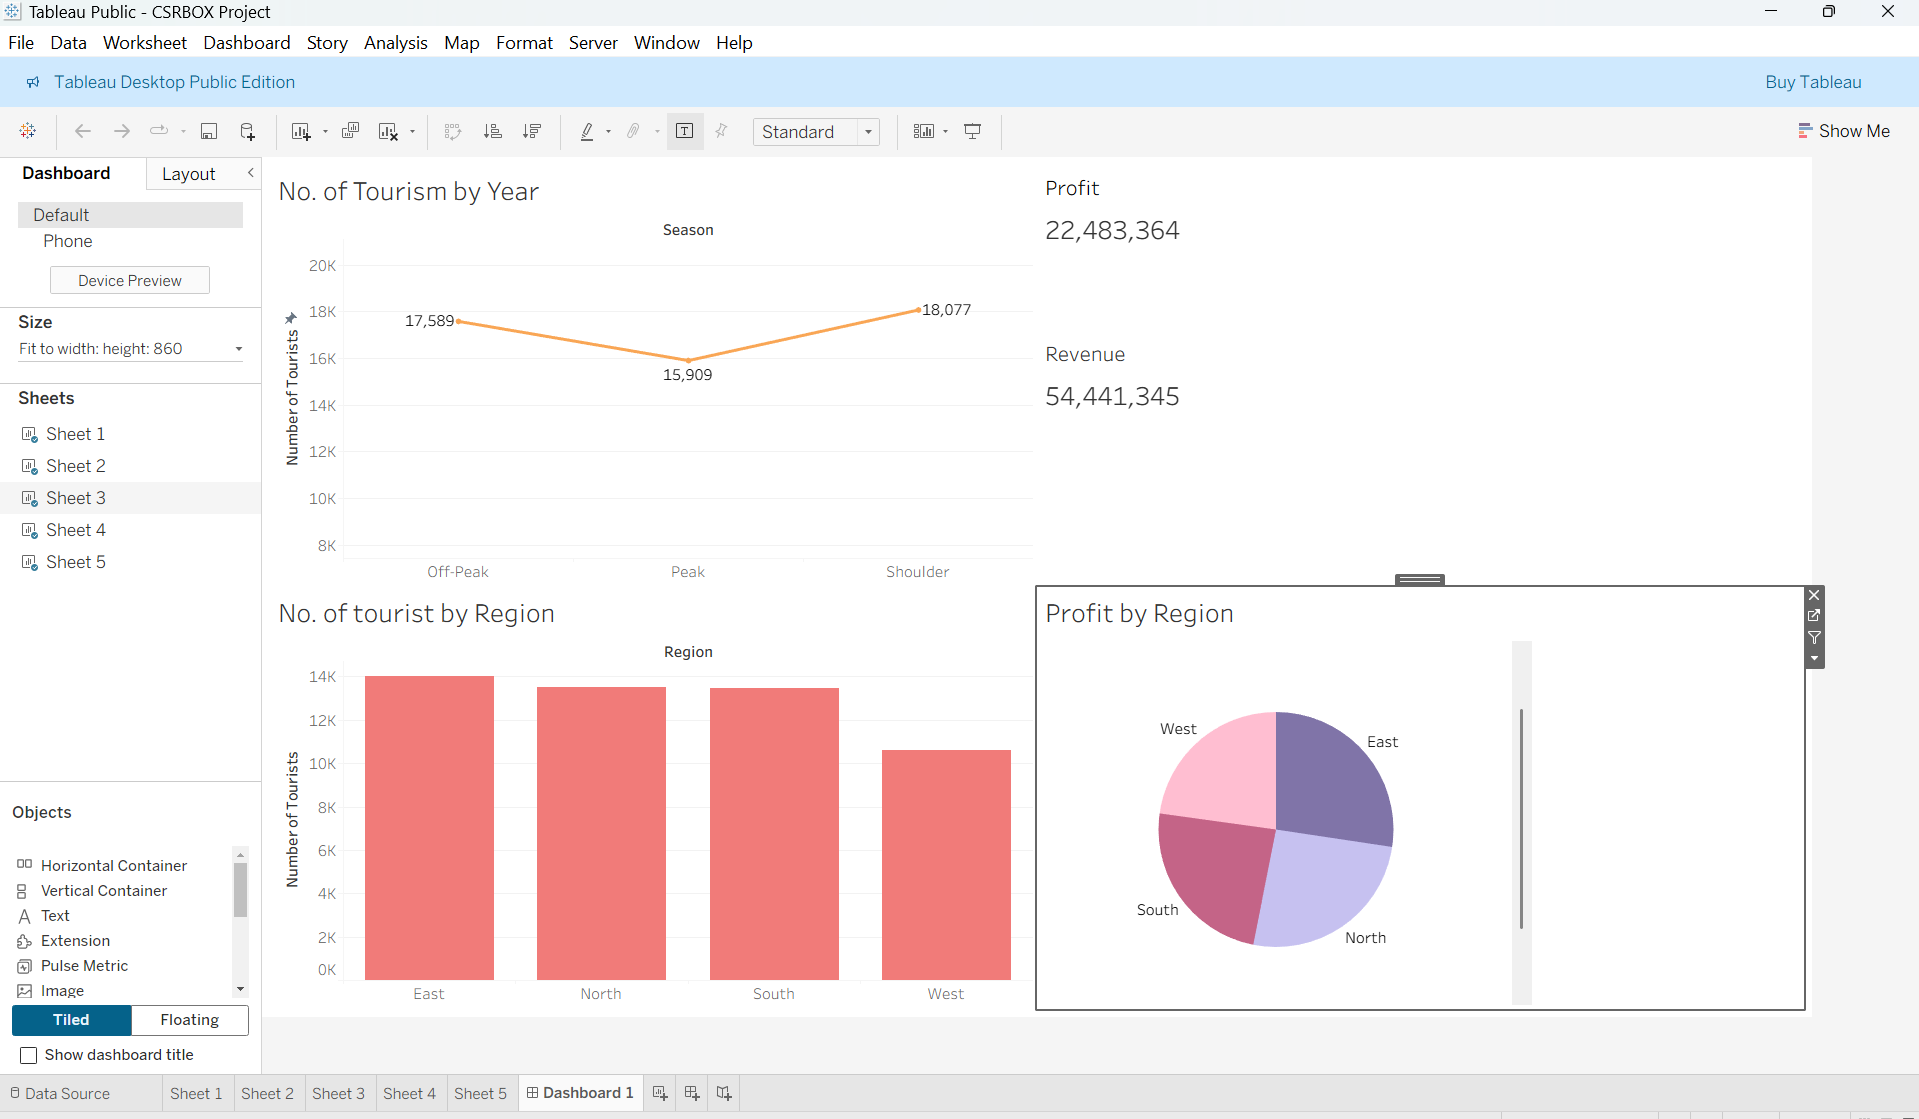 Tableau Public - CSRBOX Project
File Data Worksheet Dashboard Story Analysis Map Format Server Window Help
Tableau Desktop Public Edition
Buy Tableau
Standard
Show Me
Dashboard
Layout
Default
Phone
Device Preview
Size
Fit to width: height: 860
Sheets
Sheet 1
Sheet 2
Sheet 3
Sheet 4
Sheet 5
Objects
Horizontal Container
Vertical Container
Text
Extension
Pulse Metric
Image
Tiled
Floating
Show dashboard title
No. of Tourism by Year
Season
Number of Tourists
20K
18K
16K
14K
12K
10K
8K
17,589
15,909
18,077
Off-Peak
Peak
Shoulder
Profit
22,483,364
Revenue
54,441,345
No. of tourist by Region
Region
Number of Tourists
14K
12K
10K
8K
6K
4K
2K
0K
East
North
South
West
Profit by Region
West
East
South
North
Data Source
Sheet 1
Sheet 2
Sheet 3
Sheet 4
Sheet 5
Dashboard 1